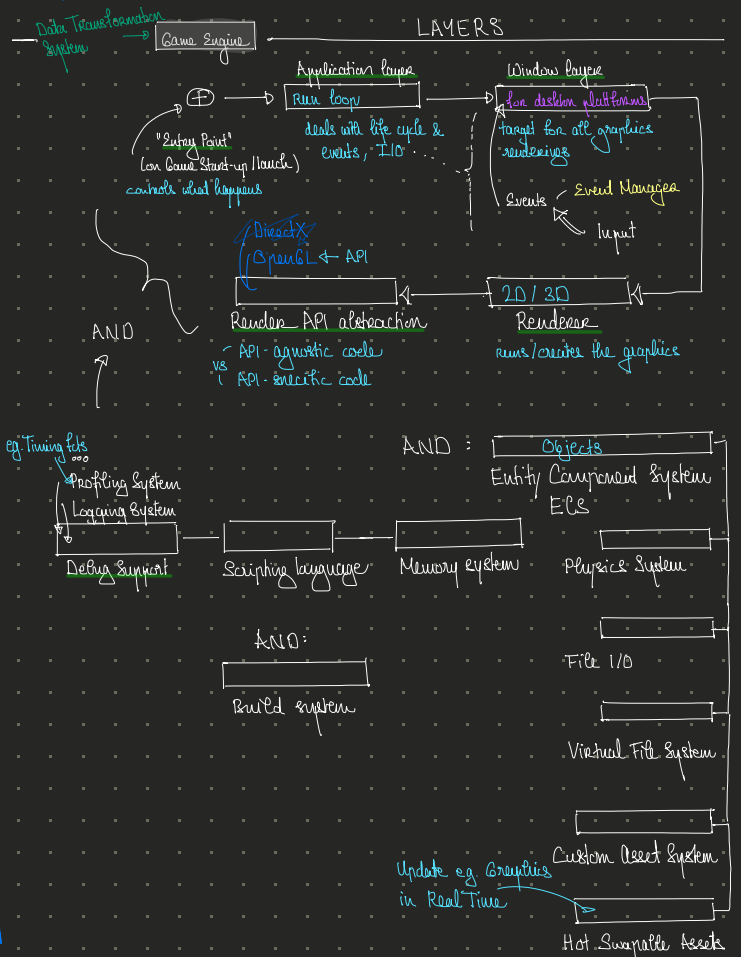 LAYERS
Data Transformation
System
Game Engine
Application layer
Window layer
Run loop
for desktop plattforms
"Entry Point"
(on Game Start-up/lauch)
controls what happens
deals with life cycle &
events, I/O
target for all graphics
renderings
Events
Event Manager
Input
DirectX
OpenGL ← API
2D / 3D
Render API abstraction
Renderer
API-agnostic code
vs
API-specific code
runs/creates the graphics
AND
eg. Timing fcts
Profiling System
Logging System
Debug Support
Scripting language
Memory system
AND :
Objects
Entity Component System
ECS
Physics System
File I/O
Virtual File System
Custom Asset System
Update eg. Graphics
in Real Time
Hot Swapable Assets
AND:
Build system